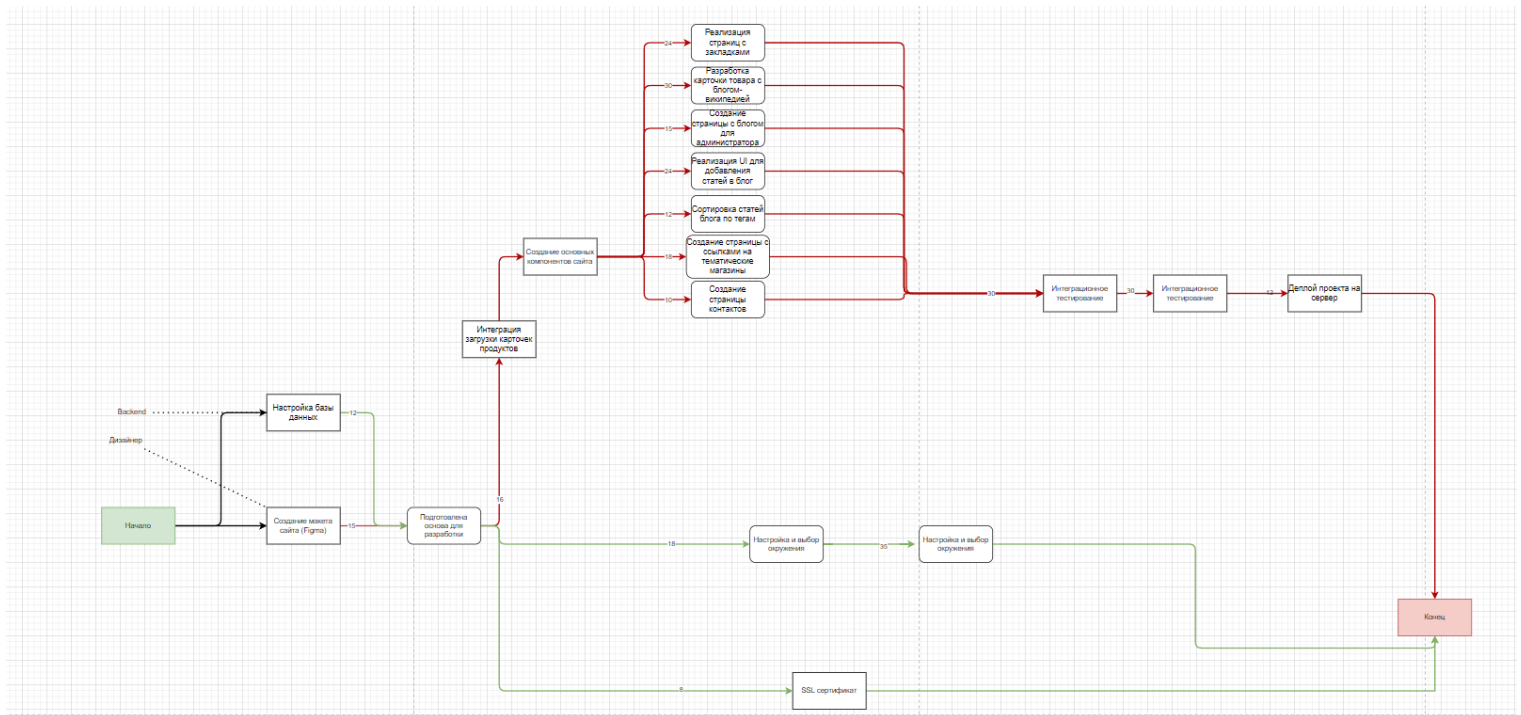 Реализация
страниц с
закладками
24
Разработка
карточки товара с
блогом-
википедией
30
Создание
страницы с блогом
для
администратора
15
Реализация UI для
добавления
статей в блог
24
Сортировка статей
блога по тегам
12
Создание страницы с
ссылками на
тематические
магазины
18
Создание
страницы
контактов
10
Создание основных
компонентов сайта
30
Интеграционное
тестирование
30
Интеграционное
тестирование
12
Деплой проекта на
сервер
Интеграция
загрузки карточек
продуктов
Backend
Настройка базы
данных
12
Дизайнер
16
Начало
Создание макета
сайта (Figma)
15
Подготовлена
основа для
разработки
18
Настройка и выбор
окружения
35
Настройка и выбор
окружения
Конец
8
SSL сертификат